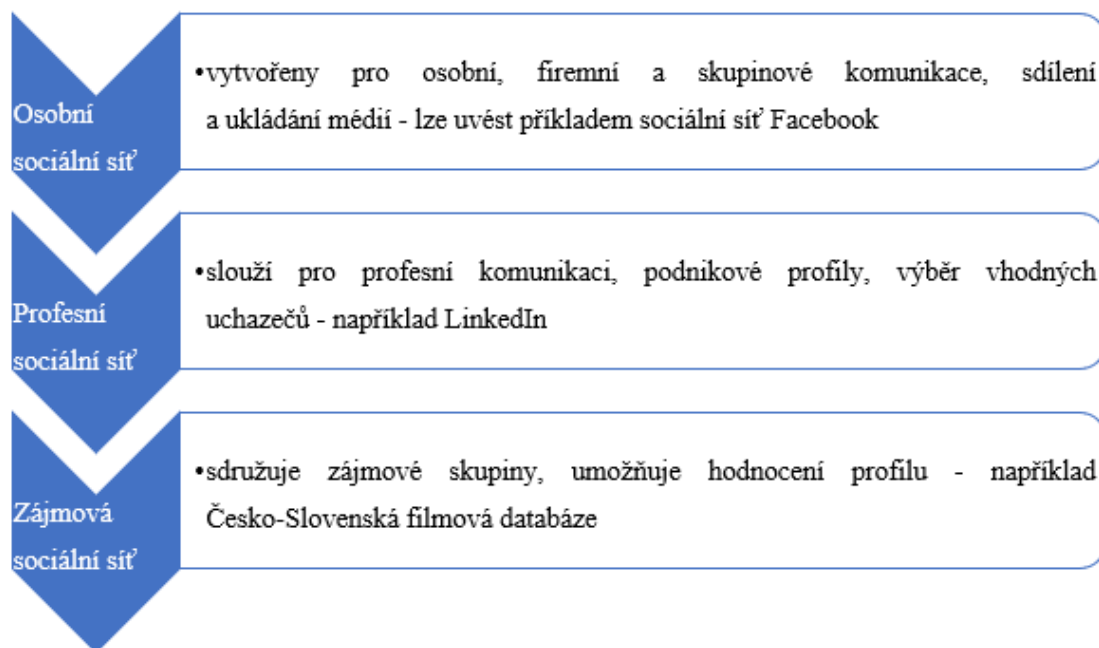 Osobní
sociální síť
•vytvořeny pro osobní, firemní a skupinové komunikace, sdílení
a ukládání médií - lze uvést příkladem sociální síť Facebook
Profesní
sociální síť
•slouží pro profesní komunikaci, podnikové profily, výběr vhodných
uchazečů - například LinkedIn
Zájmová
sociální síť
•sdružuje zájmové skupiny, umožňuje hodnocení profilu - například
Česko-Slovenská filmová databáze